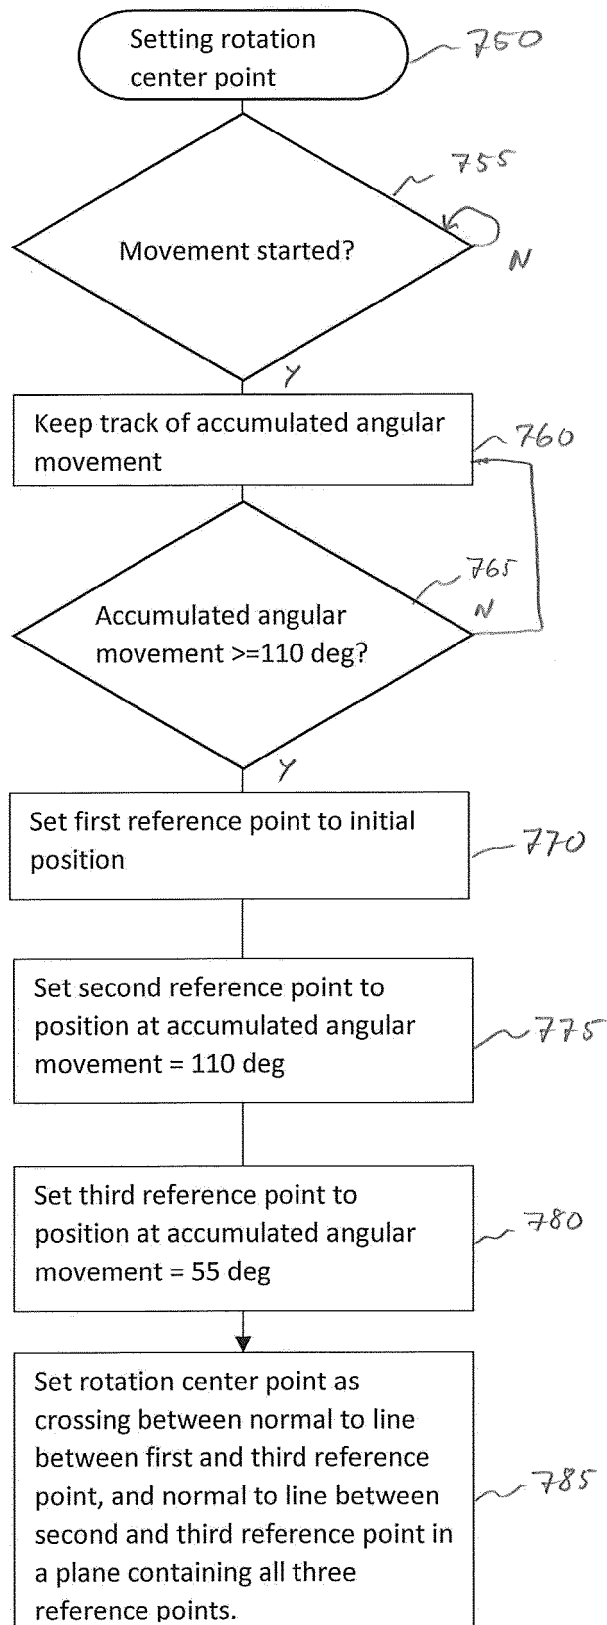 Setting rotation
center point
750
755
Movement started?
N
Y
Keep track of accumulated angular
movement
760
765
N
Accumulated angular
movement >=110 deg?
Y
Set first reference point to initial
position
770
Set second reference point to
position at accumulated angular
movement = 110 deg
775
Set third reference point to
position at accumulated angular
movement = 55 deg
780
Set rotation center point as
crossing between normal to line
between first and third reference
point, and normal to line between
second and third reference point in
a plane containing all three
reference points.
785